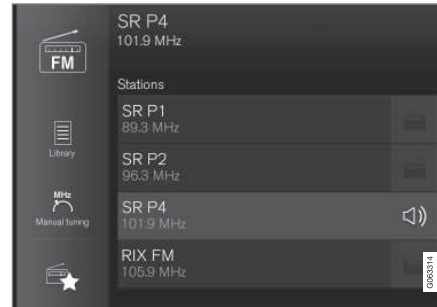 SR P4
101.9 MHz
FM
Stations
SR P1
89.3 MHz
Library
SR P2
96.3 MHz
MHz
Manual tuning
SR P4
101.9 MHz
RIX FM
105.9 MHz
G063314